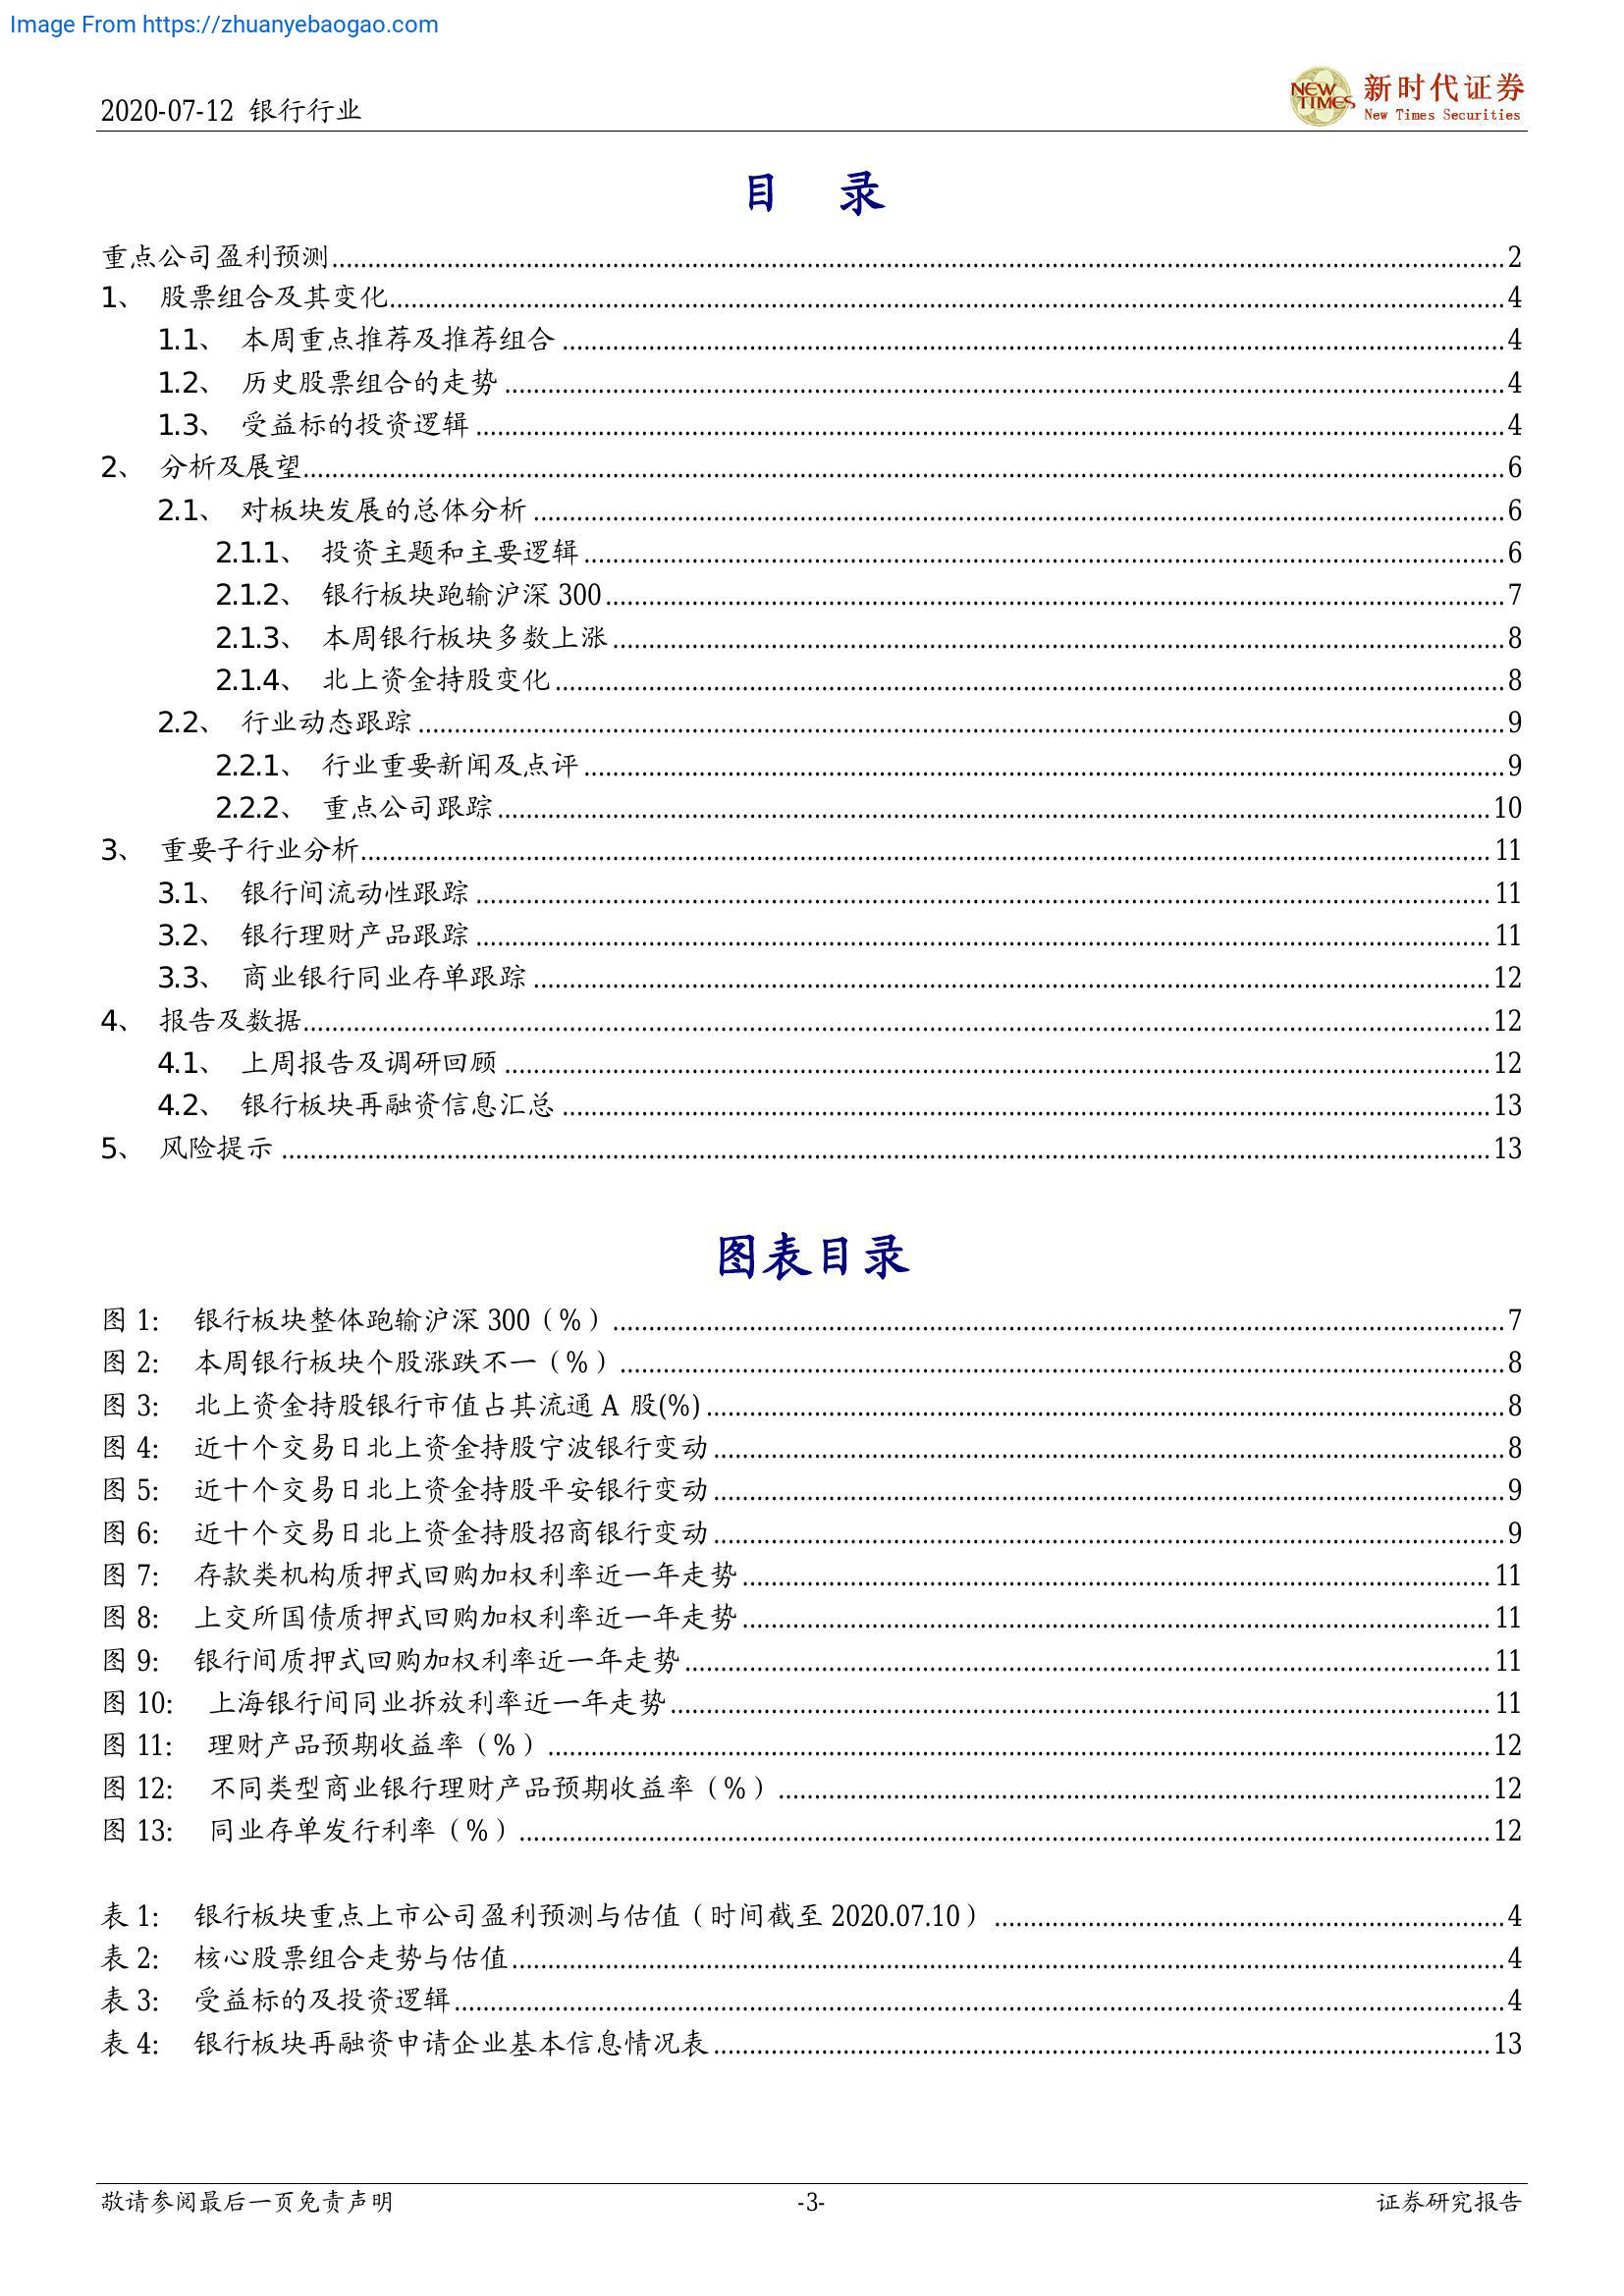 Image From https://zhuanyebaogao.com
2020-07-12 银行行业
NEW TIMES
新时代证券
New Times Securities
目 录
重点公司盈利预测 2
1、 股票组合及其变化 4
1.1、 本周重点推荐及推荐组合 4
1.2、 历史股票组合的走势 4
1.3、 受益标的投资逻辑 4
2、 分析及展望 6
2.1、 对板块发展的总体分析 6
2.1.1、 投资主题和主要逻辑 6
2.1.2、 银行板块跑输沪深 300 7
2.1.3、 本周银行板块多数上涨 8
2.1.4、 北上资金持股变化 8
2.2、 行业动态跟踪 9
2.2.1、 行业重要新闻及点评 9
2.2.2、 重点公司跟踪 10
3、 重要子行业分析 11
3.1、 银行间流动性跟踪 11
3.2、 银行理财产品跟踪 11
3.3、 商业银行同业存单跟踪 12
4、 报告及数据 12
4.1、 上周报告及调研回顾 12
4.2、 银行板块再融资信息汇总 13
5、 风险提示 13
图表目录
图 1: 银行板块整体跑输沪深 300（%） 7
图 2: 本周银行板块个股涨跌不一（%） 8
图 3: 北上资金持股银行市值占其流通 A 股(%) 8
图 4: 近十个交易日北上资金持股宁波银行变动 8
图 5: 近十个交易日北上资金持股平安银行变动 9
图 6: 近十个交易日北上资金持股招商银行变动 9
图 7: 存款类机构质押式回购加权利率近一年走势 11
图 8: 上交所国债质押式回购加权利率近一年走势 11
图 9: 银行间质押式回购加权利率近一年走势 11
图 10: 上海银行间同业拆放利率近一年走势 11
图 11: 理财产品预期收益率（%） 12
图 12: 不同类型商业银行理财产品预期收益率（%） 12
图 13: 同业存单发行利率（%） 12
表 1: 银行板块重点上市公司盈利预测与估值（时间截至 2020.07.10） 4
表 2: 核心股票组合走势与估值 4
表 3: 受益标的及投资逻辑 4
表 4: 银行板块再融资申请企业基本信息情况表 13
敬请参阅最后一页免责声明
-3-
证券研究报告